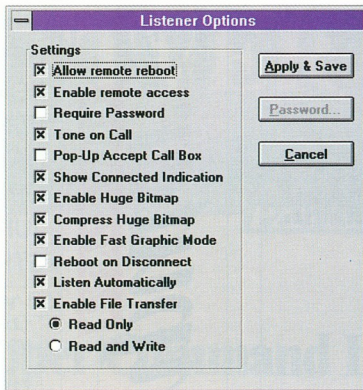 Listener Options
Settings
Allow remote reboot
Enable remote access
Require Password
Tone on Call
Pop-Up Accept Call Box
Show Connected Indication
Enable Huge Bitmap
Compress Huge Bitmap
Enable Fast Graphic Mode
Reboot on Disconnect
Listen Automatically
Enable File Transfer
Read Only
Read and Write
Apply & Save
Password...
Cancel